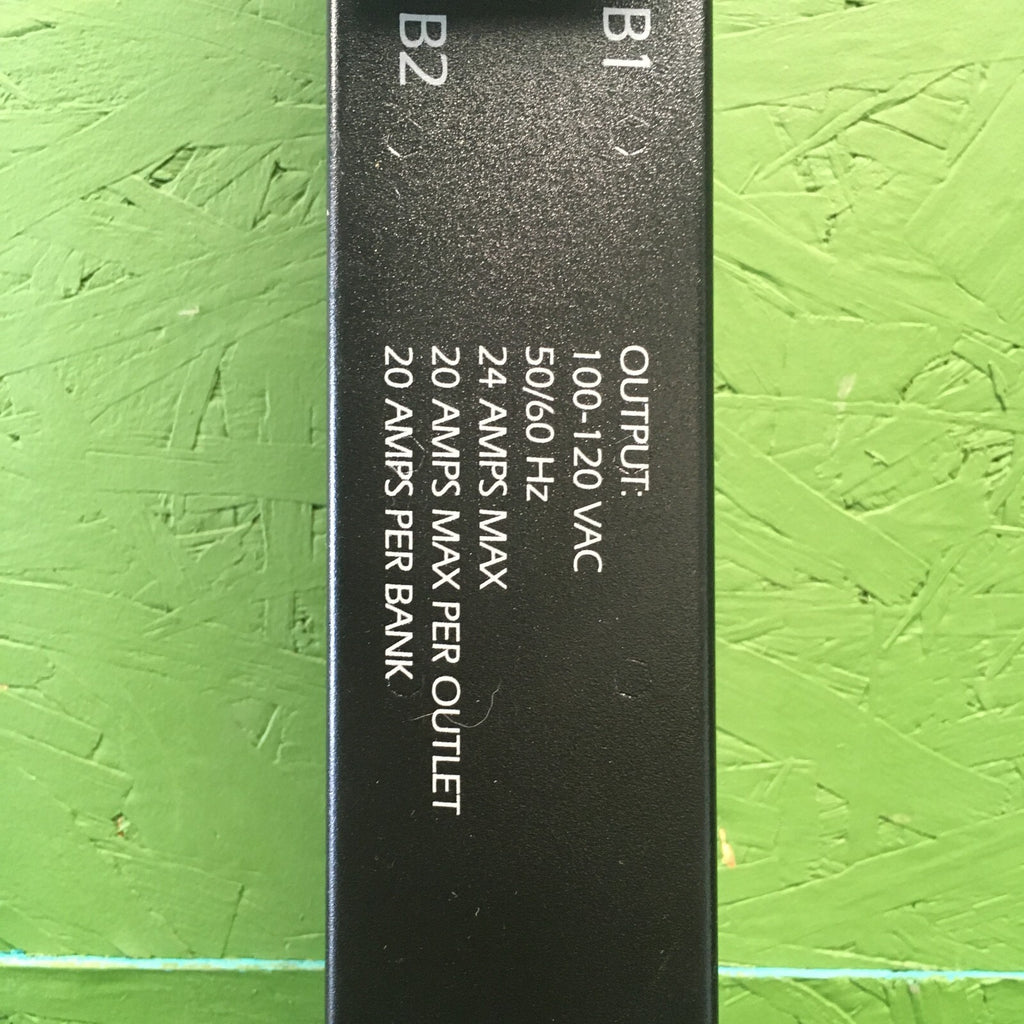 B1
B2
OUTPUT:
100-120 VAC
50/60 Hz
24 AMPS MAX
20 AMPS MAX PER OUTLET
20 AMPS PER BANK